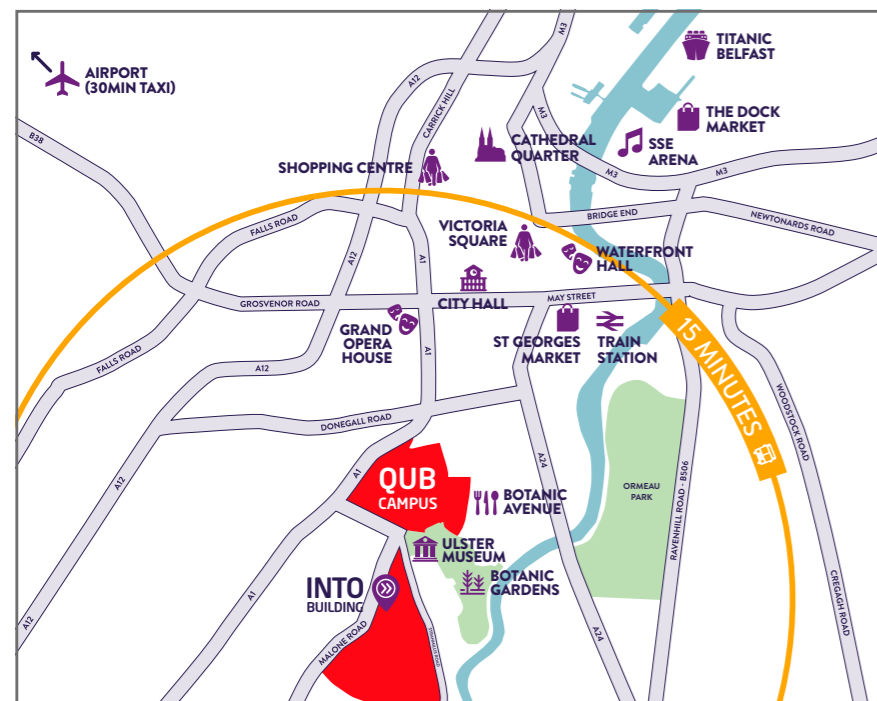 TITANIC
BELFAST
AIRPORT
(30MIN TAXI)
M3
A12
CARRICK HILL
M3
THE DOCK
MARKET
B38
CATHEDRAL
QUARTER
SSE
ARENA
SHOPPING CENTRE
M3
M3
FALLS ROAD
BRIDGE END
NEWTONARDS ROAD
VICTORIA
SQUARE
WATERFRONT
HALL
A12
A1
GROSVENOR ROAD
CITY HALL
MAY STREET
GRAND
OPERA
HOUSE
ST GEORGES
MARKET
TRAIN
STATION
15 MINUTES
FALLS ROAD
A12
A1
WOODSTOCK ROAD
DONEGALL ROAD
A1
A24
QUB
CAMPUS
A12
BOTANIC
AVENUE
ORMEAU
PARK
RAVENHILL ROAD - B506
ULSTER
MUSEUM
INTO
BUILDING
BOTANIC
GARDENS
A1
A12
MALONE ROAD
A24
CREGAGH ROAD